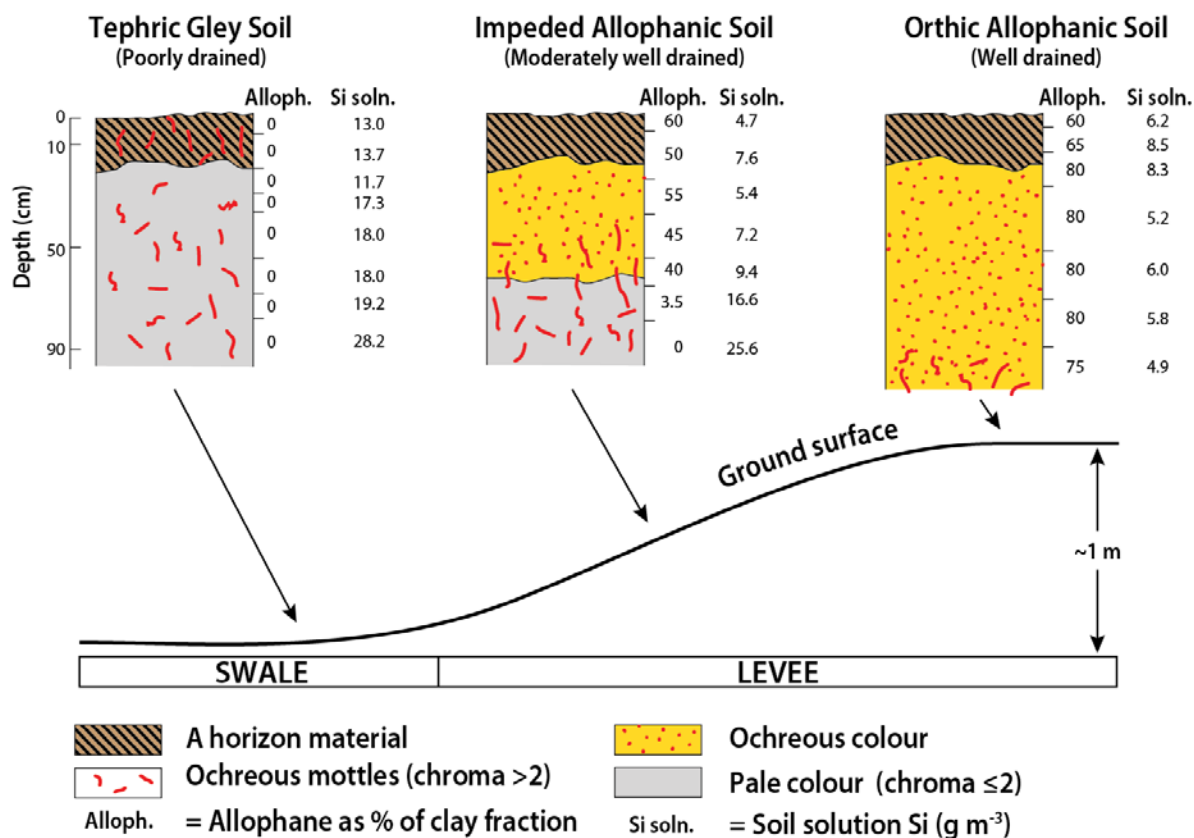 Tephric Gley Soil
(Poorly drained)
Alloph. Si soln.
Depth (cm)
0
10
50
90
0 13.0
0 13.7
0 11.7
0 17.3
0 18.0
0 18.0
0 19.2
0 28.2
Impeded Allophanic Soil
(Moderately well drained)
Alloph. Si soln.
60 4.7
50 7.6
55 5.4
45 7.2
40 9.4
3.5 16.6
0 25.6
Orthic Allophanic Soil
(Well drained)
Alloph. Si soln.
60 6.2
65 8.5
80 8.3
80 5.2
80 6.0
80 5.8
75 4.9
Ground surface
~1 m
SWALE
LEVEE
A horizon material
Ochreous colour
Ochreous mottles (chroma >2)
Pale colour (chroma ≤2)
Alloph. = Allophane as % of clay fraction
Si soln. = Soil solution Si (g m⁻³)